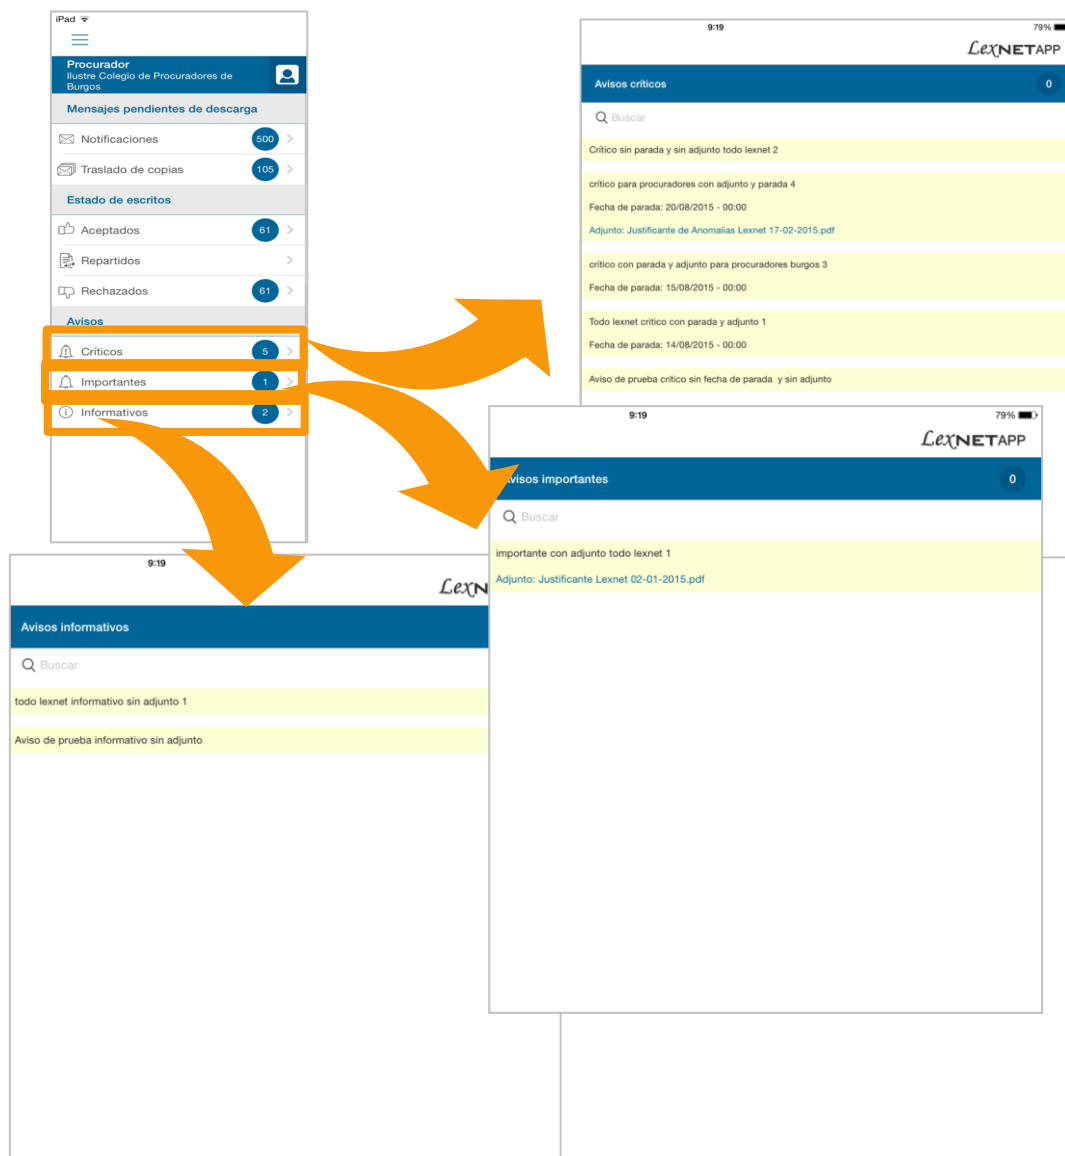 iPad
Procurador
Ilustre Colegio de Procuradores de
Burgos
Mensajes pendientes de descarga
Notificaciones 500
Traslado de copias 105
Estado de escritos
Aceptados 61
Repartidos
Rechazados 61
Avisos
Críticos 5
Importantes 1
Informativos 2
9:19 79%
LexNETAPP
Avisos críticos 0
Buscar
Crítico sin parada y sin adjunto todo lexnet 2
crítico para procuradores con adjunto y parada 4
Fecha de parada: 20/08/2015 - 00:00
Adjunto: Justificante de Anomalias Lexnet 17-02-2015.pdf
crítico con parada y adjunto para procuradores burgos 3
Fecha de parada: 15/08/2015 - 00:00
Todo lexnet critico con parada y adjunto 1
Fecha de parada: 14/08/2015 - 00:00
Aviso de prueba critico sin fecha de parada y sin adjunto
9:19 79%
LexNETAPP
visos importantes 0
Buscar
importante con adjunto todo lexnet 1
Adjunto: Justificante Lexnet 02-01-2015.pdf
9:19
LexN
Avisos informativos
Buscar
todo lexnet informativo sin adjunto 1
Aviso de prueba informativo sin adjunto